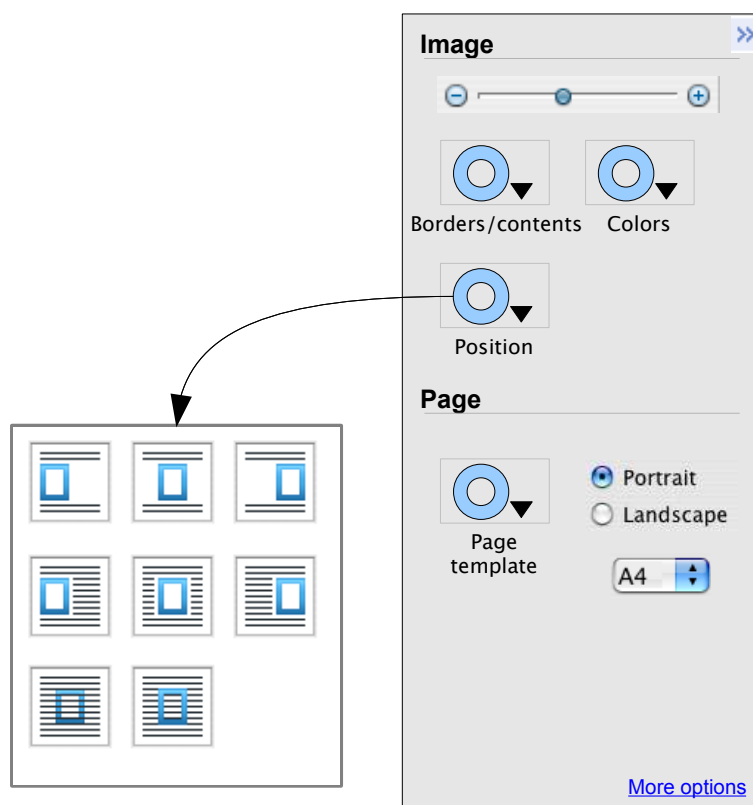 Image
Borders/contents
Colors
Position
Page
Portrait
Landscape
Page
template
A4
More options